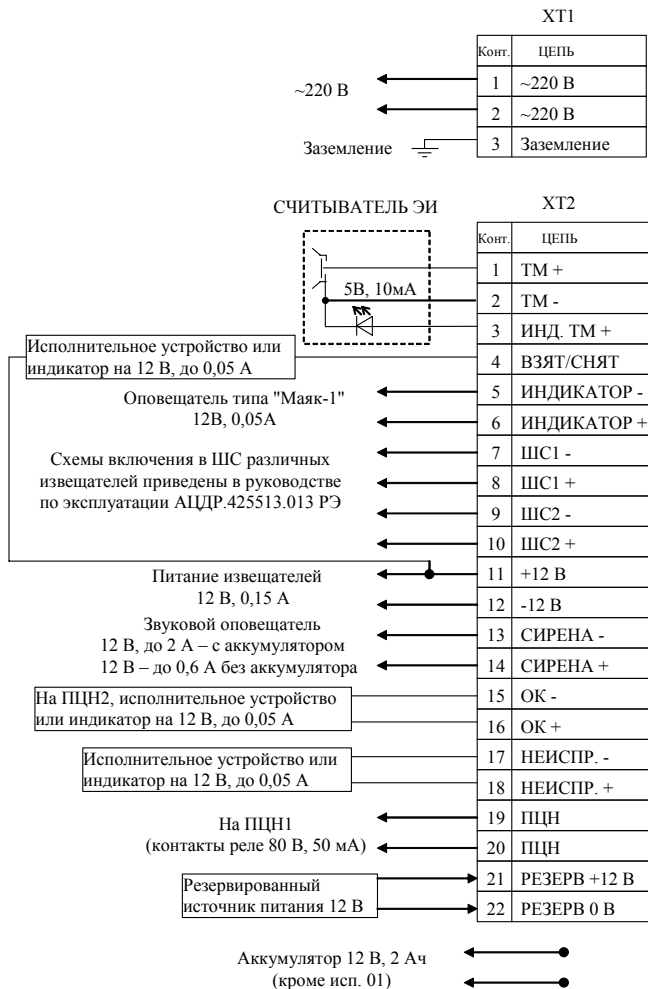 XT1
Конт. ЦЕПЬ
~220 В
1 ~220 В
2 ~220 В
Заземление
3 Заземление
СЧИТЫВАТЕЛЬ ЭИ
XT2
Конт. ЦЕПЬ
1 ТМ +
5В, 10мА
2 ТМ -
3 ИНД. ТМ +
Исполнительное устройство или
индикатор на 12 В, до 0,05 А
4 ВЗЯТ/СНЯТ
Оповещатель типа "Маяк-1"
12В, 0,05А
5 ИНДИКАТОР -
6 ИНДИКАТОР +
Схемы включения в ШС различных
извещателей приведены в руководстве
по эксплуатации АЦДР.425513.013 РЭ
7 ШС1 -
8 ШС1 +
9 ШС2 -
10 ШС2 +
Питание извещателей
12 В, 0,15 А
11 +12 В
12 -12 В
Звуковой оповещатель
12 В, до 2 А – с аккумулятором
12 В – до 0,6 А без аккумулятора
13 СИРЕНА -
14 СИРЕНА +
На ПЦН2, исполнительное устройство
или индикатор на 12 В, до 0,05 А
15 ОК -
16 ОК +
Исполнительное устройство или
индикатор на 12 В, до 0,05 А
17 НЕИСПР. -
18 НЕИСПР. +
На ПЦН1
(контакты реле 80 В, 50 мА)
19 ПЦН
20 ПЦН
Резервированный
источник питания 12 В
21 РЕЗЕРВ +12 В
22 РЕЗЕРВ 0 В
Аккумулятор 12 В, 2 Ач
(кроме исп. 01)